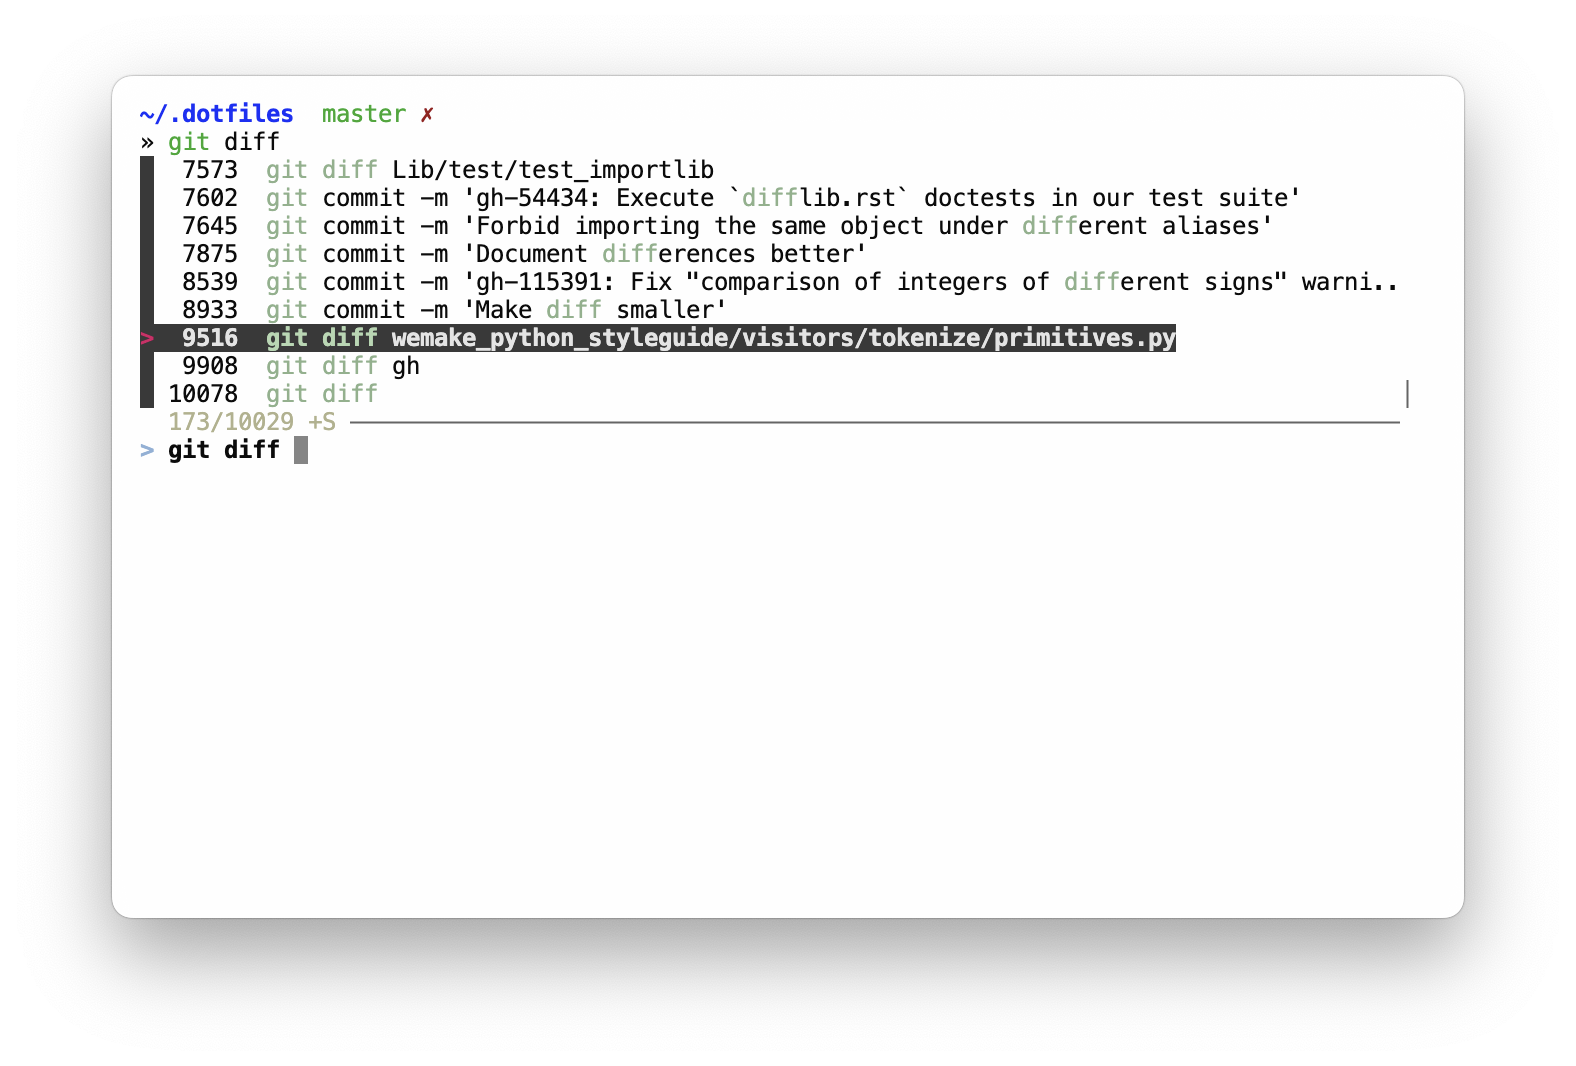 ~/.dotfiles  master ✗
» git diff
7573  git diff Lib/test/test_importlib
7602  git commit -m 'gh-54434: Execute `difflib.rst` doctests in our test suite'
7645  git commit -m 'Forbid importing the same object under different aliases'
7875  git commit -m 'Document differences better'
8539  git commit -m 'gh-115391: Fix "comparison of integers of different signs" warni..
8933  git commit -m 'Make diff smaller'
> 9516  git diff wemake_python_styleguide/visitors/tokenize/primitives.py
9908  git diff gh
10078  git diff
173/10029 +S
> git diff